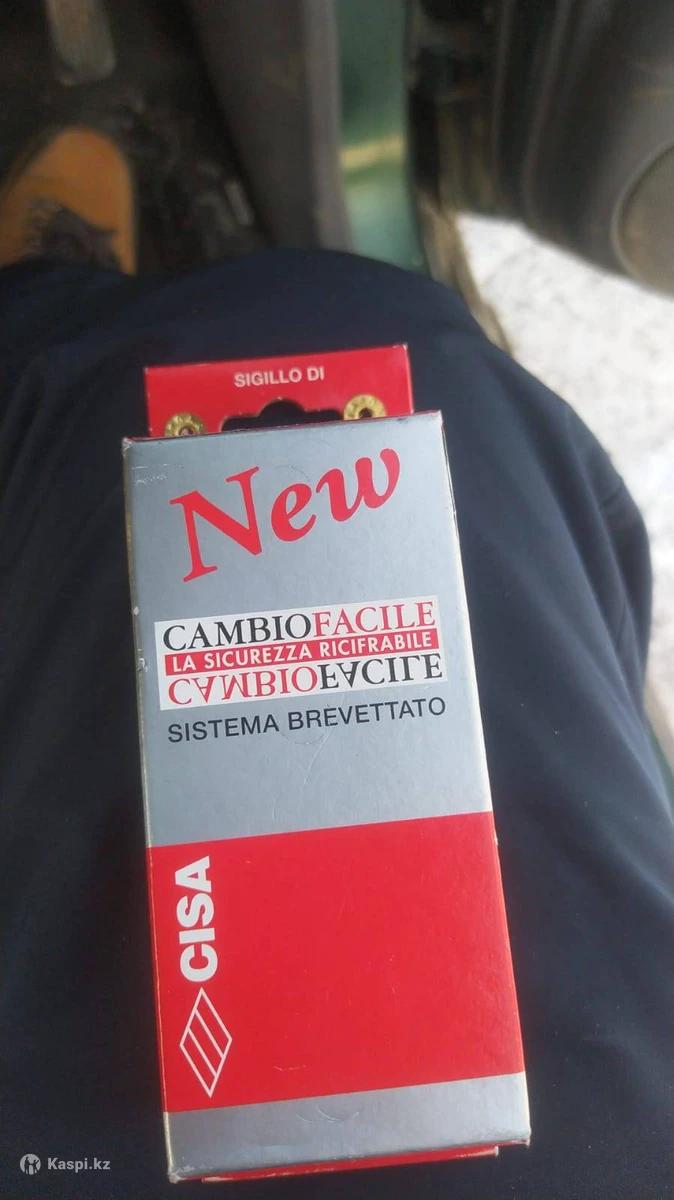 SIGILLO DI
New
CAMBIOFACILE
LA SICUREZZA RICIFRABILE
CAMBIOFACILE
SISTEMA BREVETTATO
CISA
Kaspi.kz